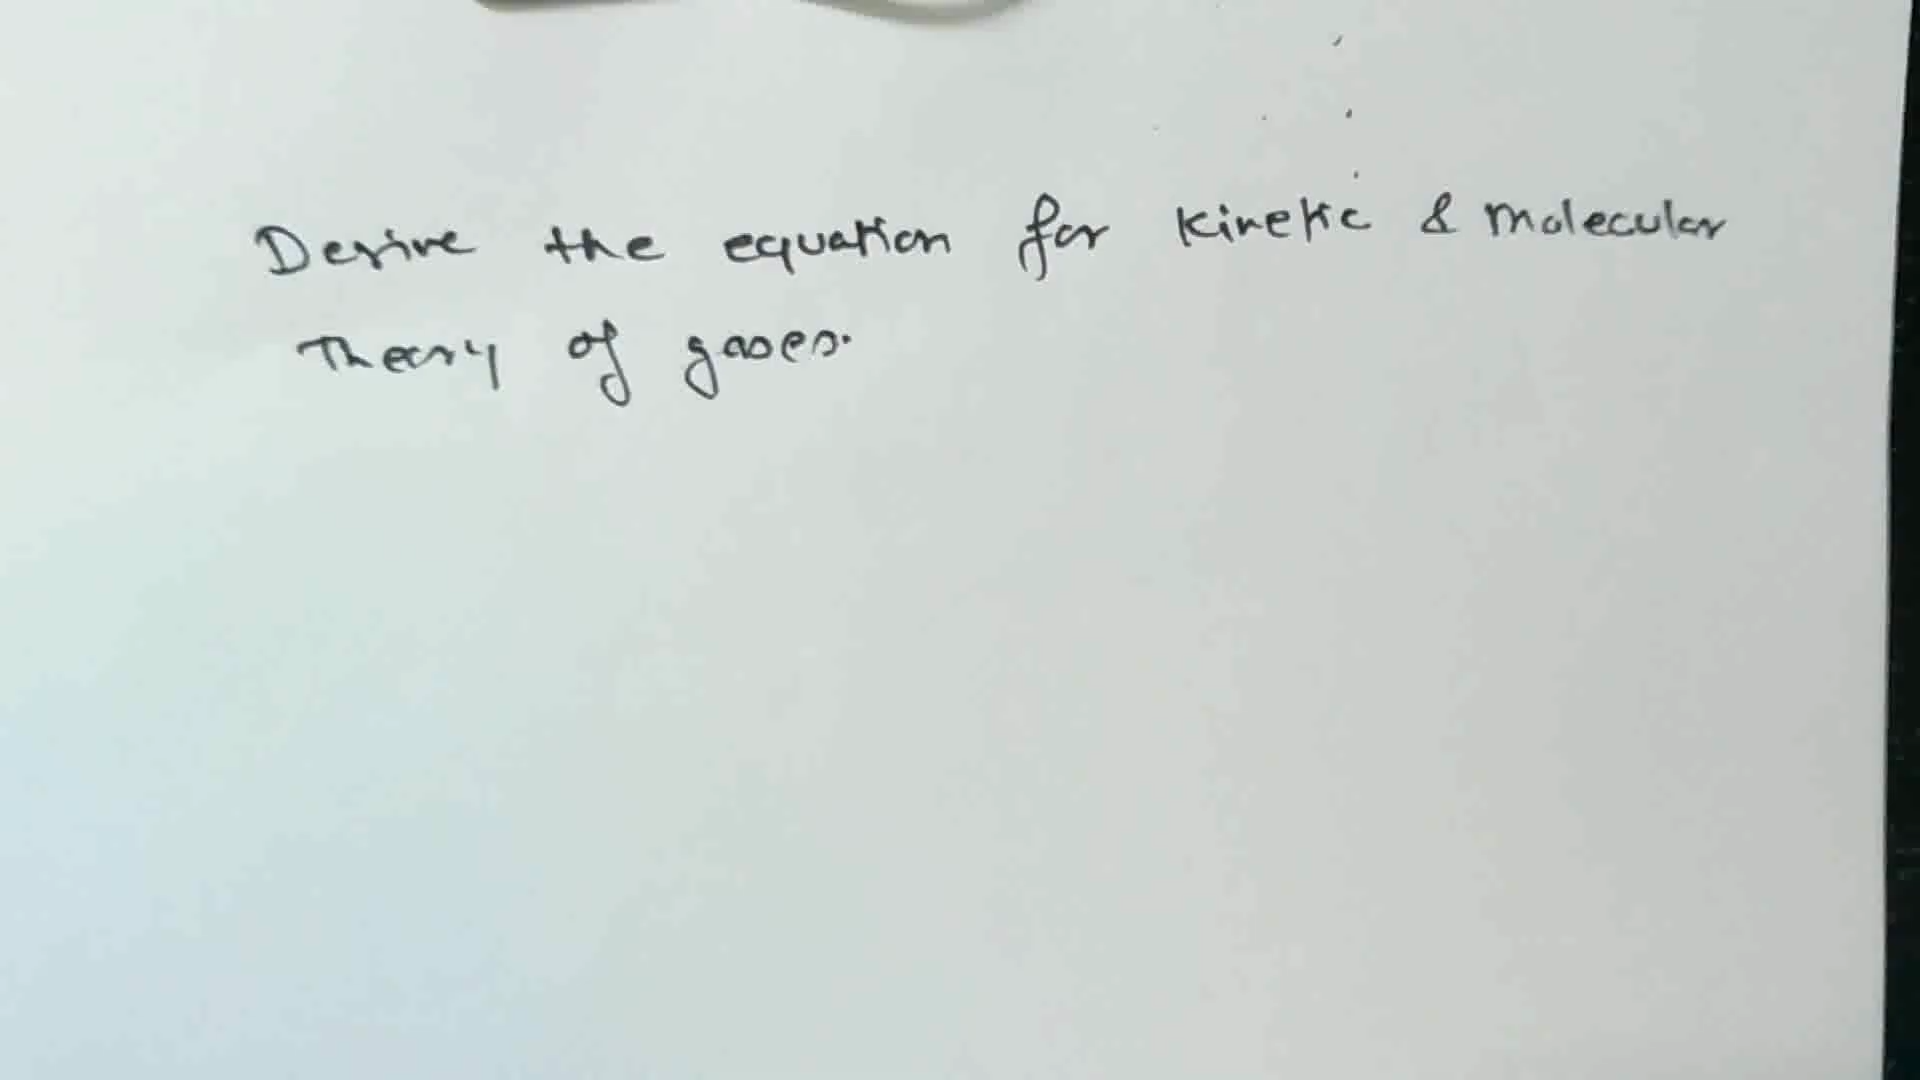 Derive the equation for kinetic & molecular
Theory of gases.